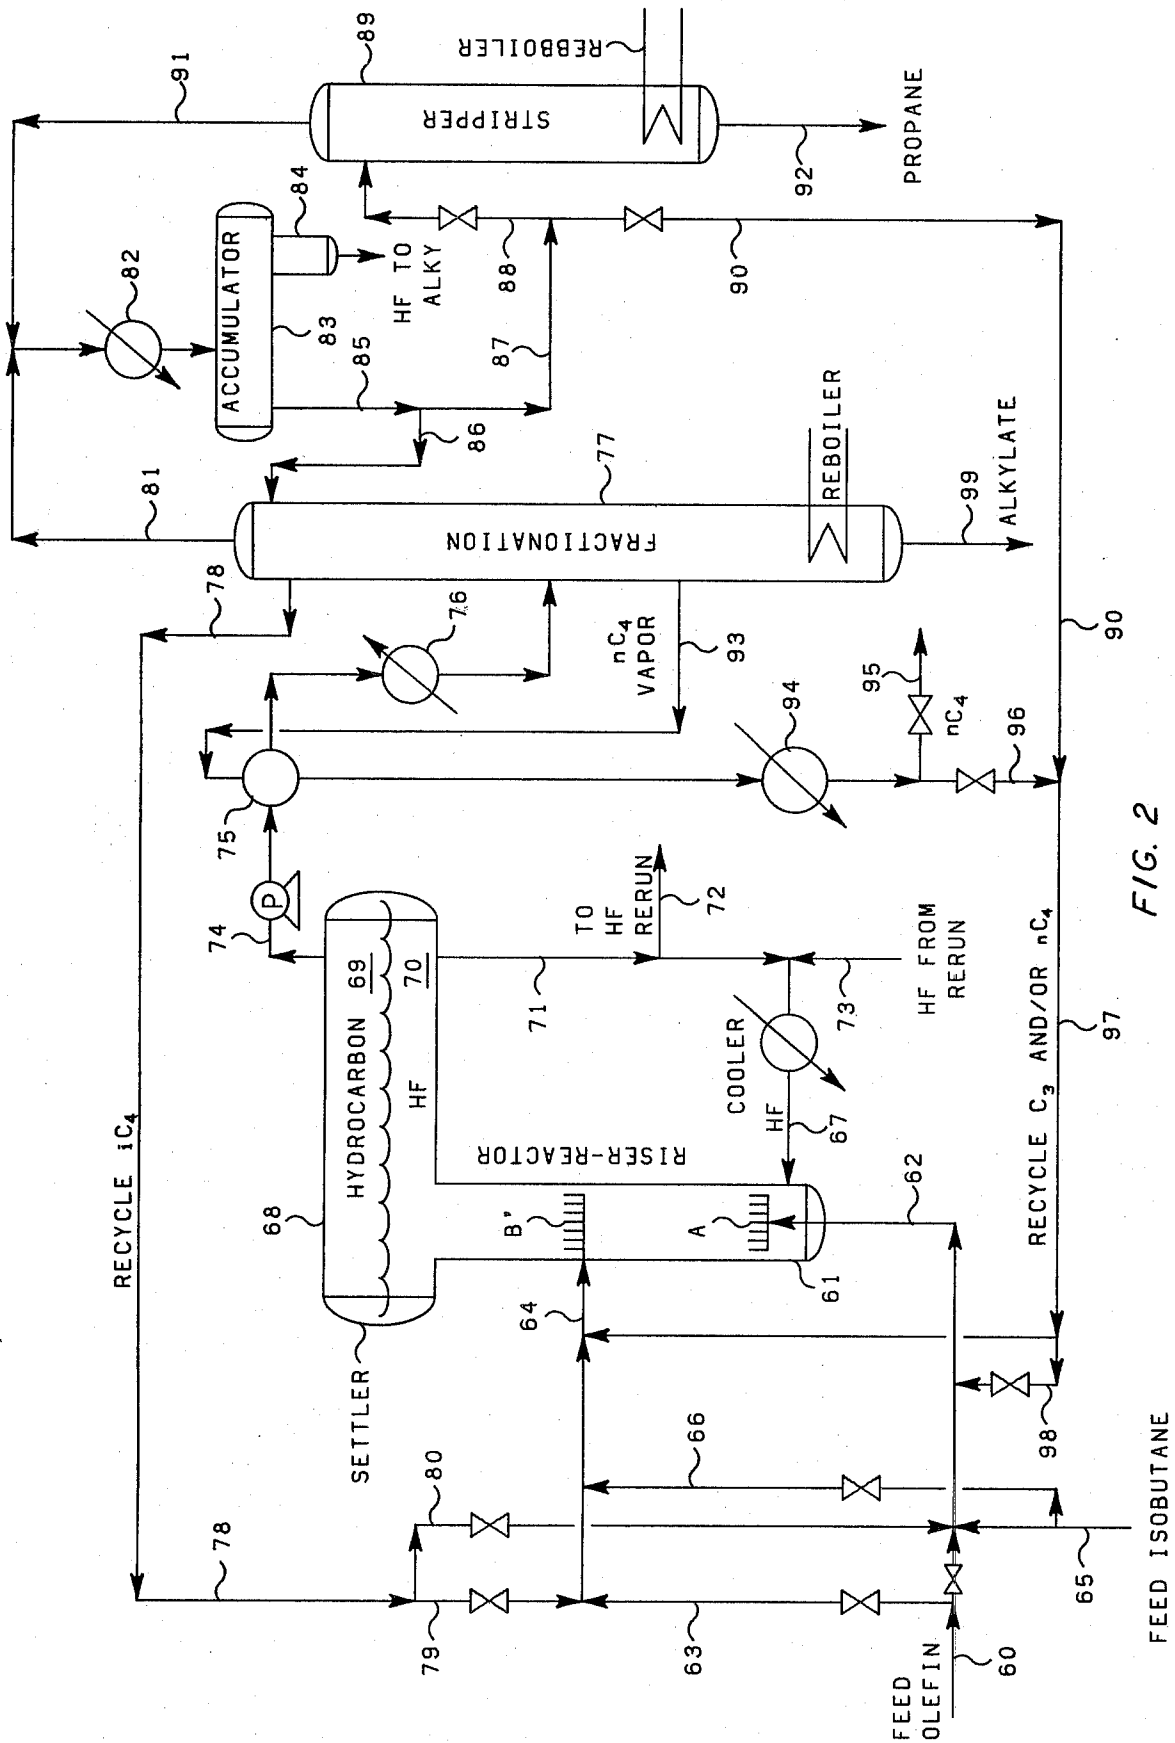 91
89
REBBOILER
STRIPPER
92
PROPANE
82
ACCUMULATOR
83
84
HF TO
ALKY
85
86
87
88
90
81
78
FRACTIONATION
77
REBOILER
99
ALKYLATE
76
nC4
VAPOR
93
75
94
95
nC4
96
90
74
P
TO
HF
RERUN
72
71
73
HF FROM
RERUN
COOLER
HF
67
HYDROCARBON 69
HF 70
68
SETTLER
RISER-REACTOR
B'
A
61
62
64
RECYCLE iC4
RECYCLE C3 AND/OR nC4
97
98
66
80
78
79
63
65
FEED ISOBUTANE
FEED
OLEFIN
60
FIG. 2